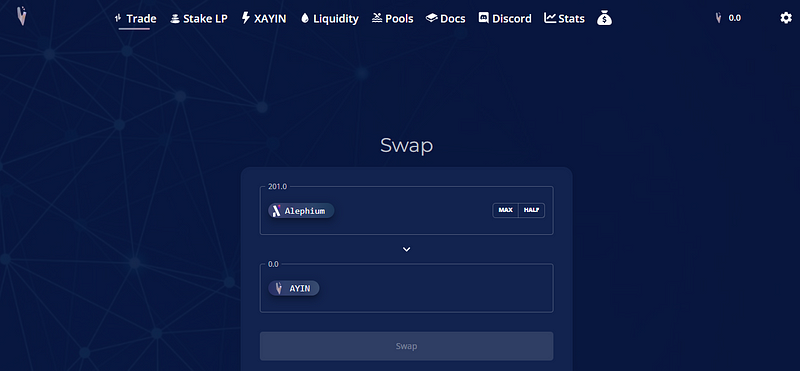 Trade Stake LP XAYIN Liquidity Pools Docs Discord Stats 0.0
Swap
201.0
Alephium MAX HALF
0.0
AYIN
Swap